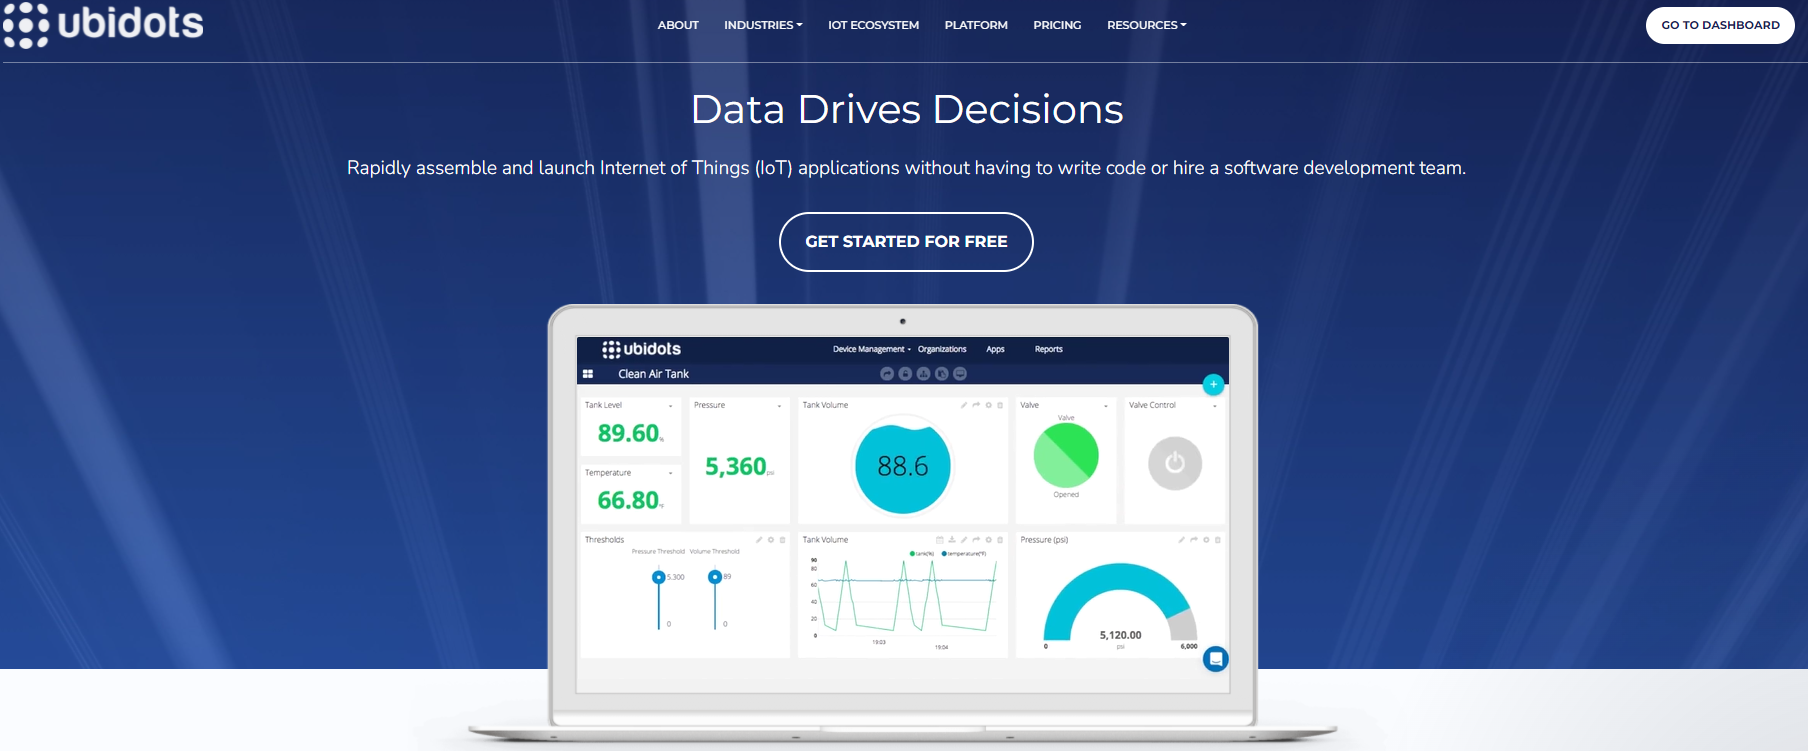 ubidots
ABOUT INDUSTRIES IOT ECOSYSTEM PLATFORM PRICING RESOURCES
GO TO DASHBOARD
Data Drives Decisions
Rapidly assemble and launch Internet of Things (IoT) applications without having to write code or hire a software development team.
GET STARTED FOR FREE
ubidots
Device Management Organizations Apps Reports
Clean Air Tank
Tank Level
89.60 %
Temperature
66.80 °F
Pressure
5,360 psi
Tank Volume
88.6
Valve
Valve
Opened
Valve Control
Thresholds
Pressure Threshold Volume Threshold
5.300 89
0 0
Tank Volume
tank(%) temperature(°F)
90
80
60
40
20
0
19:03 19:04
Pressure (psi)
5,120.00
psi
0 6,000